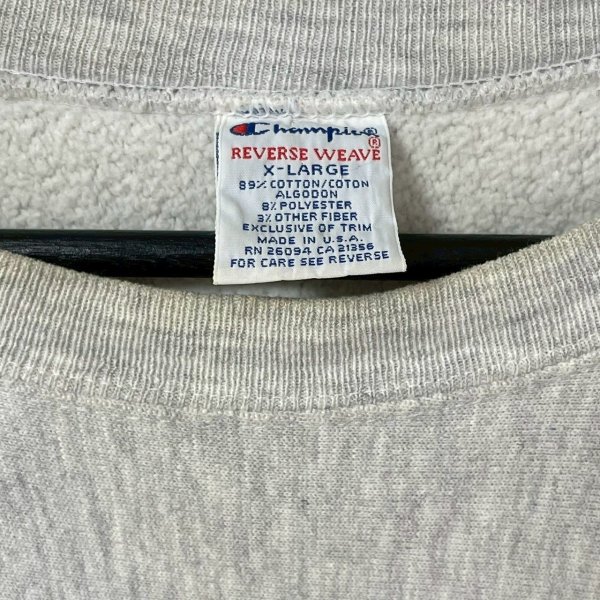 Champion®
REVERSE WEAVE®
X-LARGE
89% COTTON/COTON
ALGODON
8% POLYESTER
3% OTHER FIBER
EXCLUSIVE OF TRIM
MADE IN U.S.A.
RN 26094 CA 21356
FOR CARE SEE REVERSE